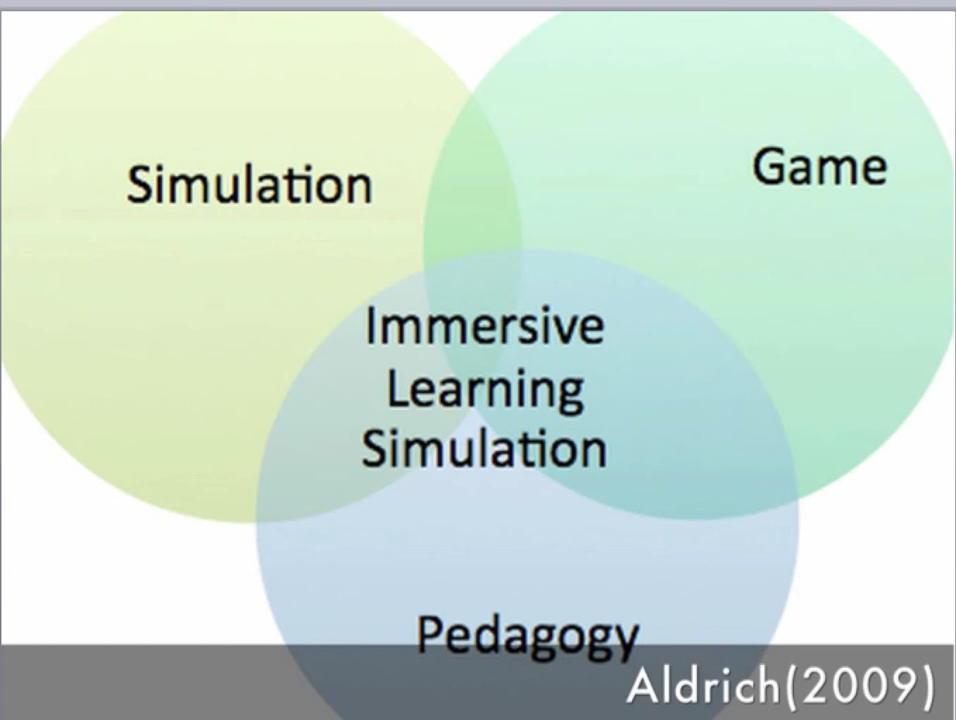 Simulation
Game
Immersive
Learning
Simulation
Pedagogy
Aldrich(2009)